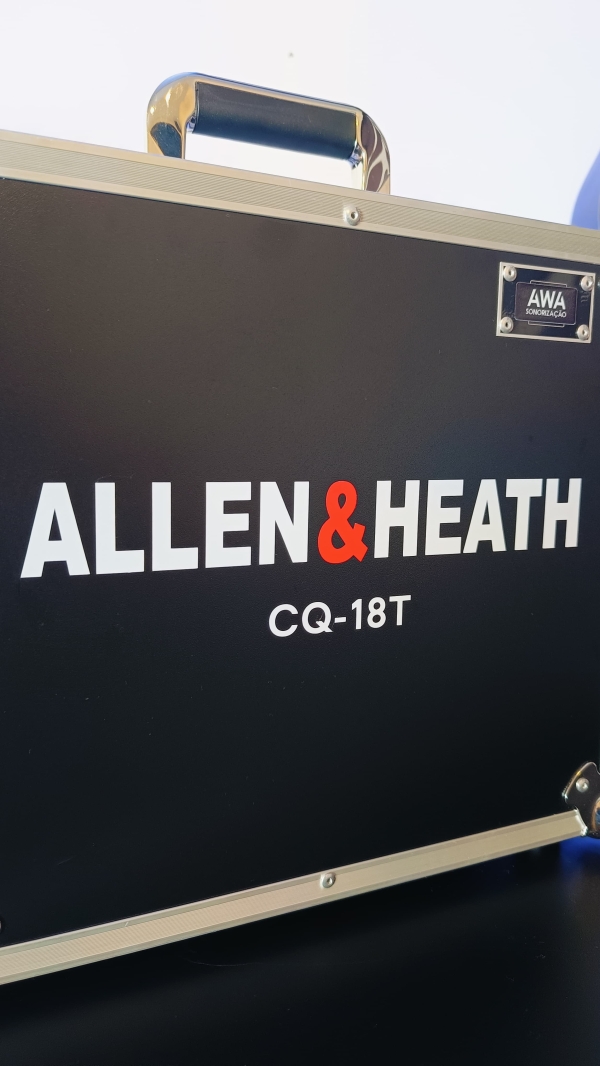 AWA
SONORIZAÇÃO
ALLEN&HEATH
CQ-18T